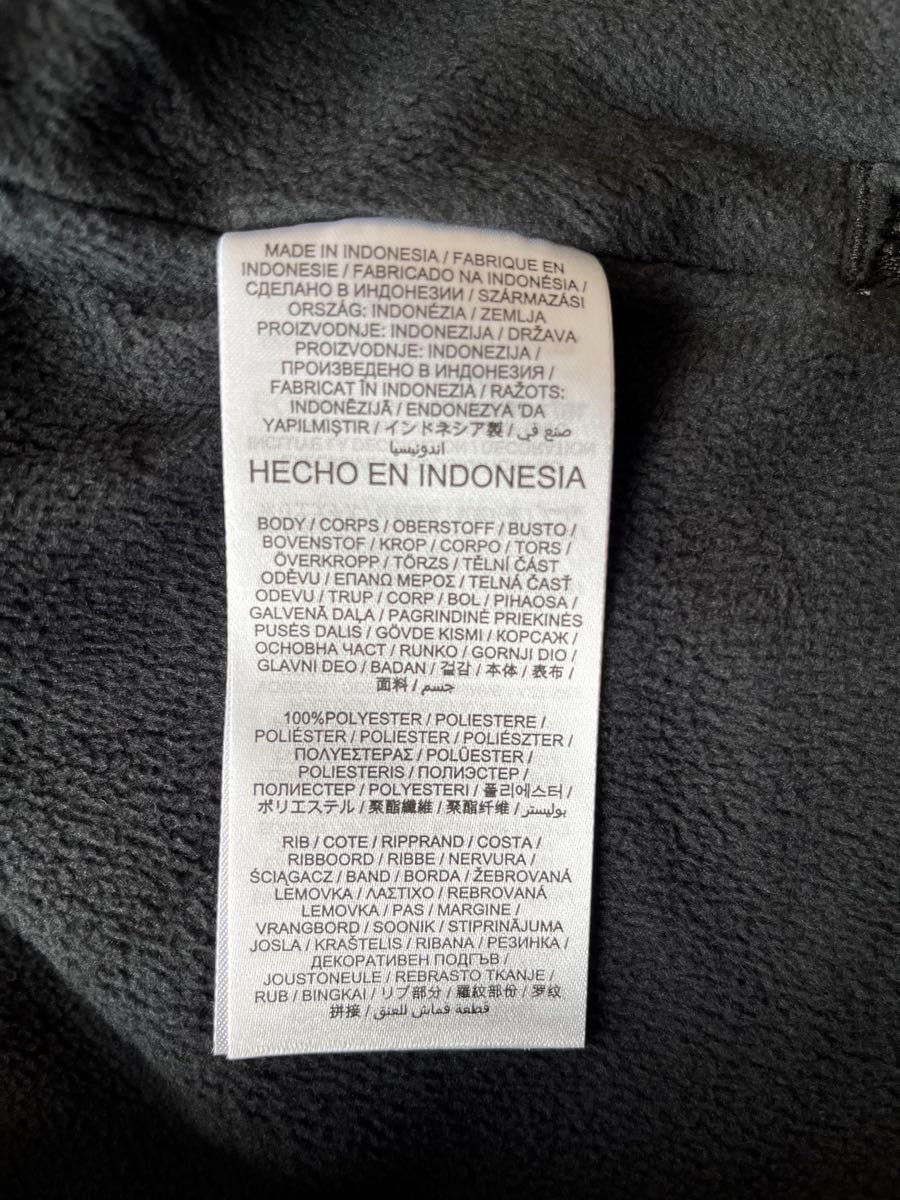 MADE IN INDONESIA / FABRIQUE EN
INDONESIE / FABRICADO NA INDONÉSIA /
СДЕЛАНО В ИНДОНЕЗИИ / SZÁRMAZÁSI
ORSZÁG: INDONÉZIA / ZEMLJA
PROIZVODNJE: INDONEZIJA / DRŽAVA
PROIZVODNJE: INDONEZIJA /
ПРОИЗВЕДЕНО В ИНДОНЕЗИЯ /
FABRICAT ÎN INDONEZIA / RAŽOTS:
INDONĒZIJĀ / ENDONEZYA 'DA
YAPILMIŞTIR / インドネシア製 / صنع في
اندونيسيا
HECHO EN INDONESIA
BODY / CORPS / OBERSTOFF / BUSTO /
BOVENSTOF / KROP / CORPO / TORS /
ÖVERKROPP / TÖRZS / TĚLNÍ ČÁST
ODĚVU / ΕΠΑΝΩ ΜΕΡΟΣ / TELNÁ ČASŤ
ODEVU / TRUP / CORP / BOL / PIHAOSA /
GALVENĀ DAĻA / PAGRINDINĖ PRIEKINĖS
PUSĖS DALIS / GÖVDE KISMI / КОРСАЖ /
ОСНОВНА ЧАСТ / RUNKO / GORNJI DIO /
GLAVNI DEO / BADAN / 겉감 / 本体 / 表布 /
面料 / جسم
100%POLYESTER / POLIESTERE /
POLIÉSTER / POLIESTER / POLIÉSZTER /
ΠΟΛΥΕΣΤΕΡΑΣ / POLÜESTER /
POLIESTERIS / ПОЛИЭСТЕР /
ПОЛИЕСТЕР / POLYESTERI / 폴리에스터 /
ポリエステル / 聚酯纖維 / 聚酯纤维 / بوليستر
RIB / COTE / RIPPRAND / COSTA /
RIBBOORD / RIBBE / NERVURA /
ŚCIĄGACZ / BAND / BORDA / ŽEBROVANÁ
LEMOVKA / ΛΑΣΤΙΧΟ / REBROVANÁ
LEMOVKA / PAS / MARGINE /
VRANGBORD / SOONIK / STIPRINĀJUMA
JOSLA / KRAŠTELIS / RIBANA / РЕЗИНКА /
ДЕКОРАТИВЕН ПОДГЪВ /
JOUSTONEULE / REBRASTO TKANJE /
RUB / BINGKAI / リブ部分 / 羅紋部份 / 罗纹
拼接 / قطعة قماش للعنق